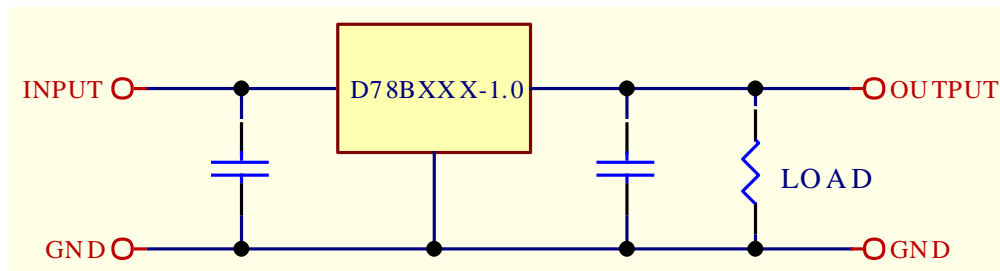 INPUT
D78BXXX-1.0
OUTPUT
LOAD
GND
GND